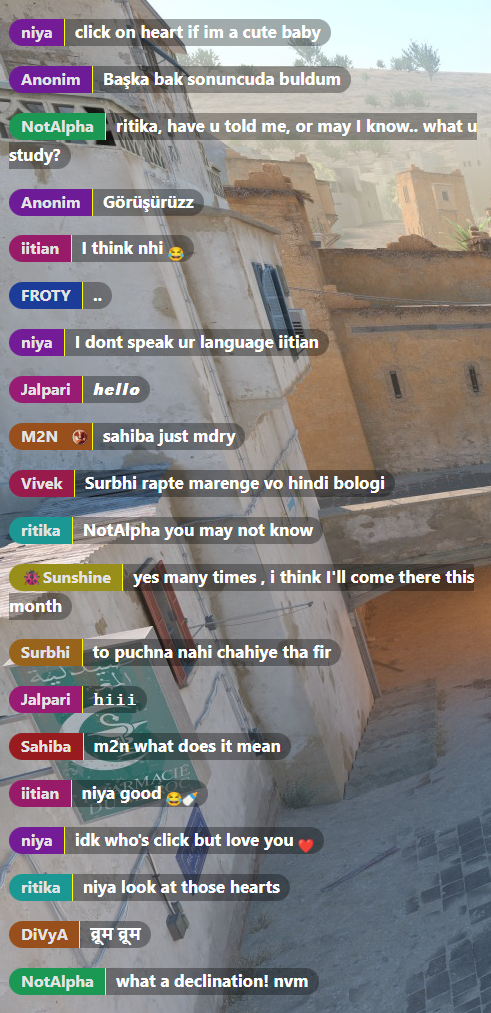 niya click on heart if im a cute baby
Anonim Başka bak sonuncuda buldum
NotAlpha ritika, have u told me, or may I know.. what u
study?
Anonim Görüşürüzz
iitian I think nhi 😂
FROTY ..
niya I dont speak ur language iitian
Jalpari hello
M2N sahiba just mdry
Vivek Surbhi rapte marenge vo hindi bologi
ritika NotAlpha you may not know
🐞Sunshine yes many times , i think I'll come there this
month
Surbhi to puchna nahi chahiye tha fir
Jalpari hiii
Sahiba m2n what does it mean
iitian niya good 😂🍼
PHARMACIE
niya idk who's click but love you ❤️
ritika niya look at those hearts
DiVyA व्रूम व्रूम
NotAlpha what a declination! nvm